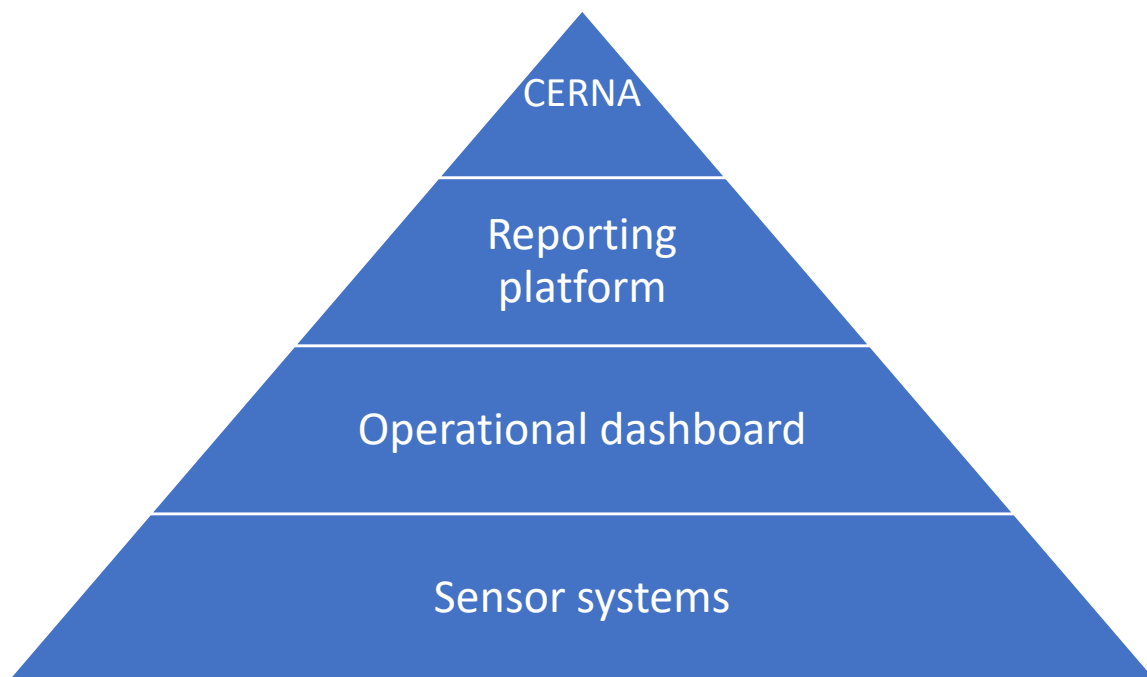 CERNA
Reporting
platform
Operational dashboard
Sensor systems